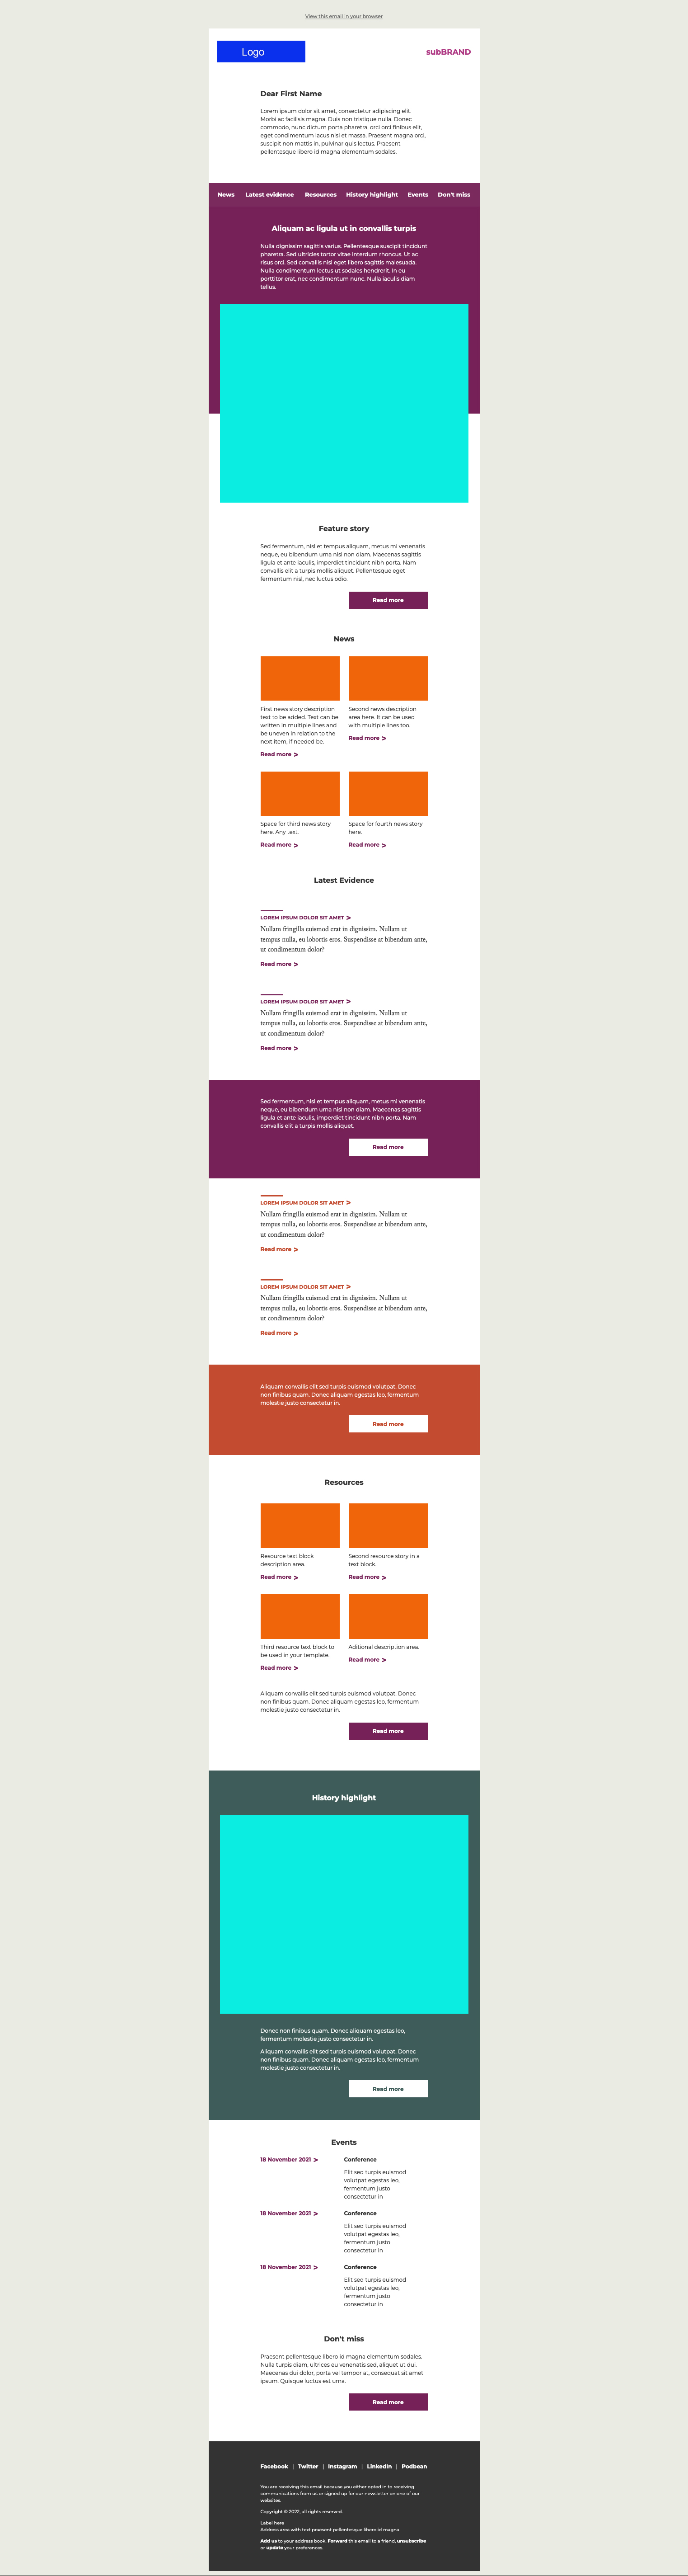 View this email in your browser
Logo
subBRAND
Dear First Name
Lorem ipsum dolor sit amet, consectetur adipiscing elit.
Morbi ac facilisis magna. Duis non tristique nulla. Donec
commodo, nunc dictum porta pharetra, orci orci finibus elit,
eget condimentum lacus nisi et massa. Praesent magna orci,
suscipit non mattis in, pulvinar quis lectus. Praesent
pellentesque libero id magna elementum sodales.
News Latest evidence Resources History highlight Events Don't miss
Aliquam ac ligula ut in convallis turpis
Nulla dignissim sagittis varius. Pellentesque suscipit tincidunt
pharetra. Sed ultricies tortor vitae interdum rhoncus. Ut ac
risus orci. Sed convallis nisi eget libero sagittis malesuada.
Nulla condimentum lectus ut sodales hendrerit. In eu
porttitor erat, nec condimentum nunc. Nulla iaculis diam
tellus.
Feature story
Sed fermentum, nisl et tempus aliquam, metus mi venenatis
neque, eu bibendum urna nisi non diam. Maecenas sagittis
ligula et ante iaculis, imperdiet tincidunt nibh porta. Nam
convallis elit a turpis mollis aliquet. Pellentesque eget
fermentum nisl, nec luctus odio.
Read more
News
First news story description
text to be added. Text can be
written in multiple lines and
be uneven in relation to the
next item, if needed be.
Read more >
Second news description
area here. It can be used
with multiple lines too.
Read more >
Space for third news story
here. Any text.
Read more >
Space for fourth news story
here.
Read more >
Latest Evidence
LOREM IPSUM DOLOR SIT AMET >
Nullam fringilla euismod erat in dignissim. Nullam ut
tempus nulla, eu lobortis eros. Suspendisse at bibendum ante,
ut condimentum dolor?
Read more >
LOREM IPSUM DOLOR SIT AMET >
Nullam fringilla euismod erat in dignissim. Nullam ut
tempus nulla, eu lobortis eros. Suspendisse at bibendum ante,
ut condimentum dolor?
Read more >
Sed fermentum, nisl et tempus aliquam, metus mi venenatis
neque, eu bibendum urna nisi non diam. Maecenas sagittis
ligula et ante iaculis, imperdiet tincidunt nibh porta. Nam
convallis elit a turpis mollis aliquet.
Read more
LOREM IPSUM DOLOR SIT AMET >
Nullam fringilla euismod erat in dignissim. Nullam ut
tempus nulla, eu lobortis eros. Suspendisse at bibendum ante,
ut condimentum dolor?
Read more >
LOREM IPSUM DOLOR SIT AMET >
Nullam fringilla euismod erat in dignissim. Nullam ut
tempus nulla, eu lobortis eros. Suspendisse at bibendum ante,
ut condimentum dolor?
Read more >
Aliquam convallis elit sed turpis euismod volutpat. Donec
non finibus quam. Donec aliquam egestas leo, fermentum
molestie justo consectetur in.
Read more
Resources
Resource text block
description area.
Read more >
Second resource story in a
text block.
Read more >
Third resource text block to
be used in your template.
Read more >
Aditional description area.
Read more >
Aliquam convallis elit sed turpis euismod volutpat. Donec
non finibus quam. Donec aliquam egestas leo, fermentum
molestie justo consectetur in.
Read more
History highlight
Donec non finibus quam. Donec aliquam egestas leo,
fermentum molestie justo consectetur in.
Aliquam convallis elit sed turpis euismod volutpat. Donec
non finibus quam. Donec aliquam egestas leo, fermentum
molestie justo consectetur in.
Read more
Events
18 November 2021 >
Conference
Elit sed turpis euismod
volutpat egestas leo,
fermentum justo
consectetur in
18 November 2021 >
Conference
Elit sed turpis euismod
volutpat egestas leo,
fermentum justo
consectetur in
18 November 2021 >
Conference
Elit sed turpis euismod
volutpat egestas leo,
fermentum justo
consectetur in
Don't miss
Praesent pellentesque libero id magna elementum sodales.
Nulla turpis diam, ultrices eu venenatis sed, aliquet ut dui.
Maecenas dui dolor, porta vel tempor at, consequat sit amet
ipsum. Quisque luctus est urna.
Read more
Facebook | Twitter | Instagram | LinkedIn | Podbean
You are receiving this email because you either opted in to receiving
communications from us or signed up for our newsletter on one of our
websites.
Copyright © 2022, all rights reserved.
Label here
Address area with text praesent pellentesque libero id magna
Add us to your address book. Forward this email to a friend, unsubscribe
or update your preferences.